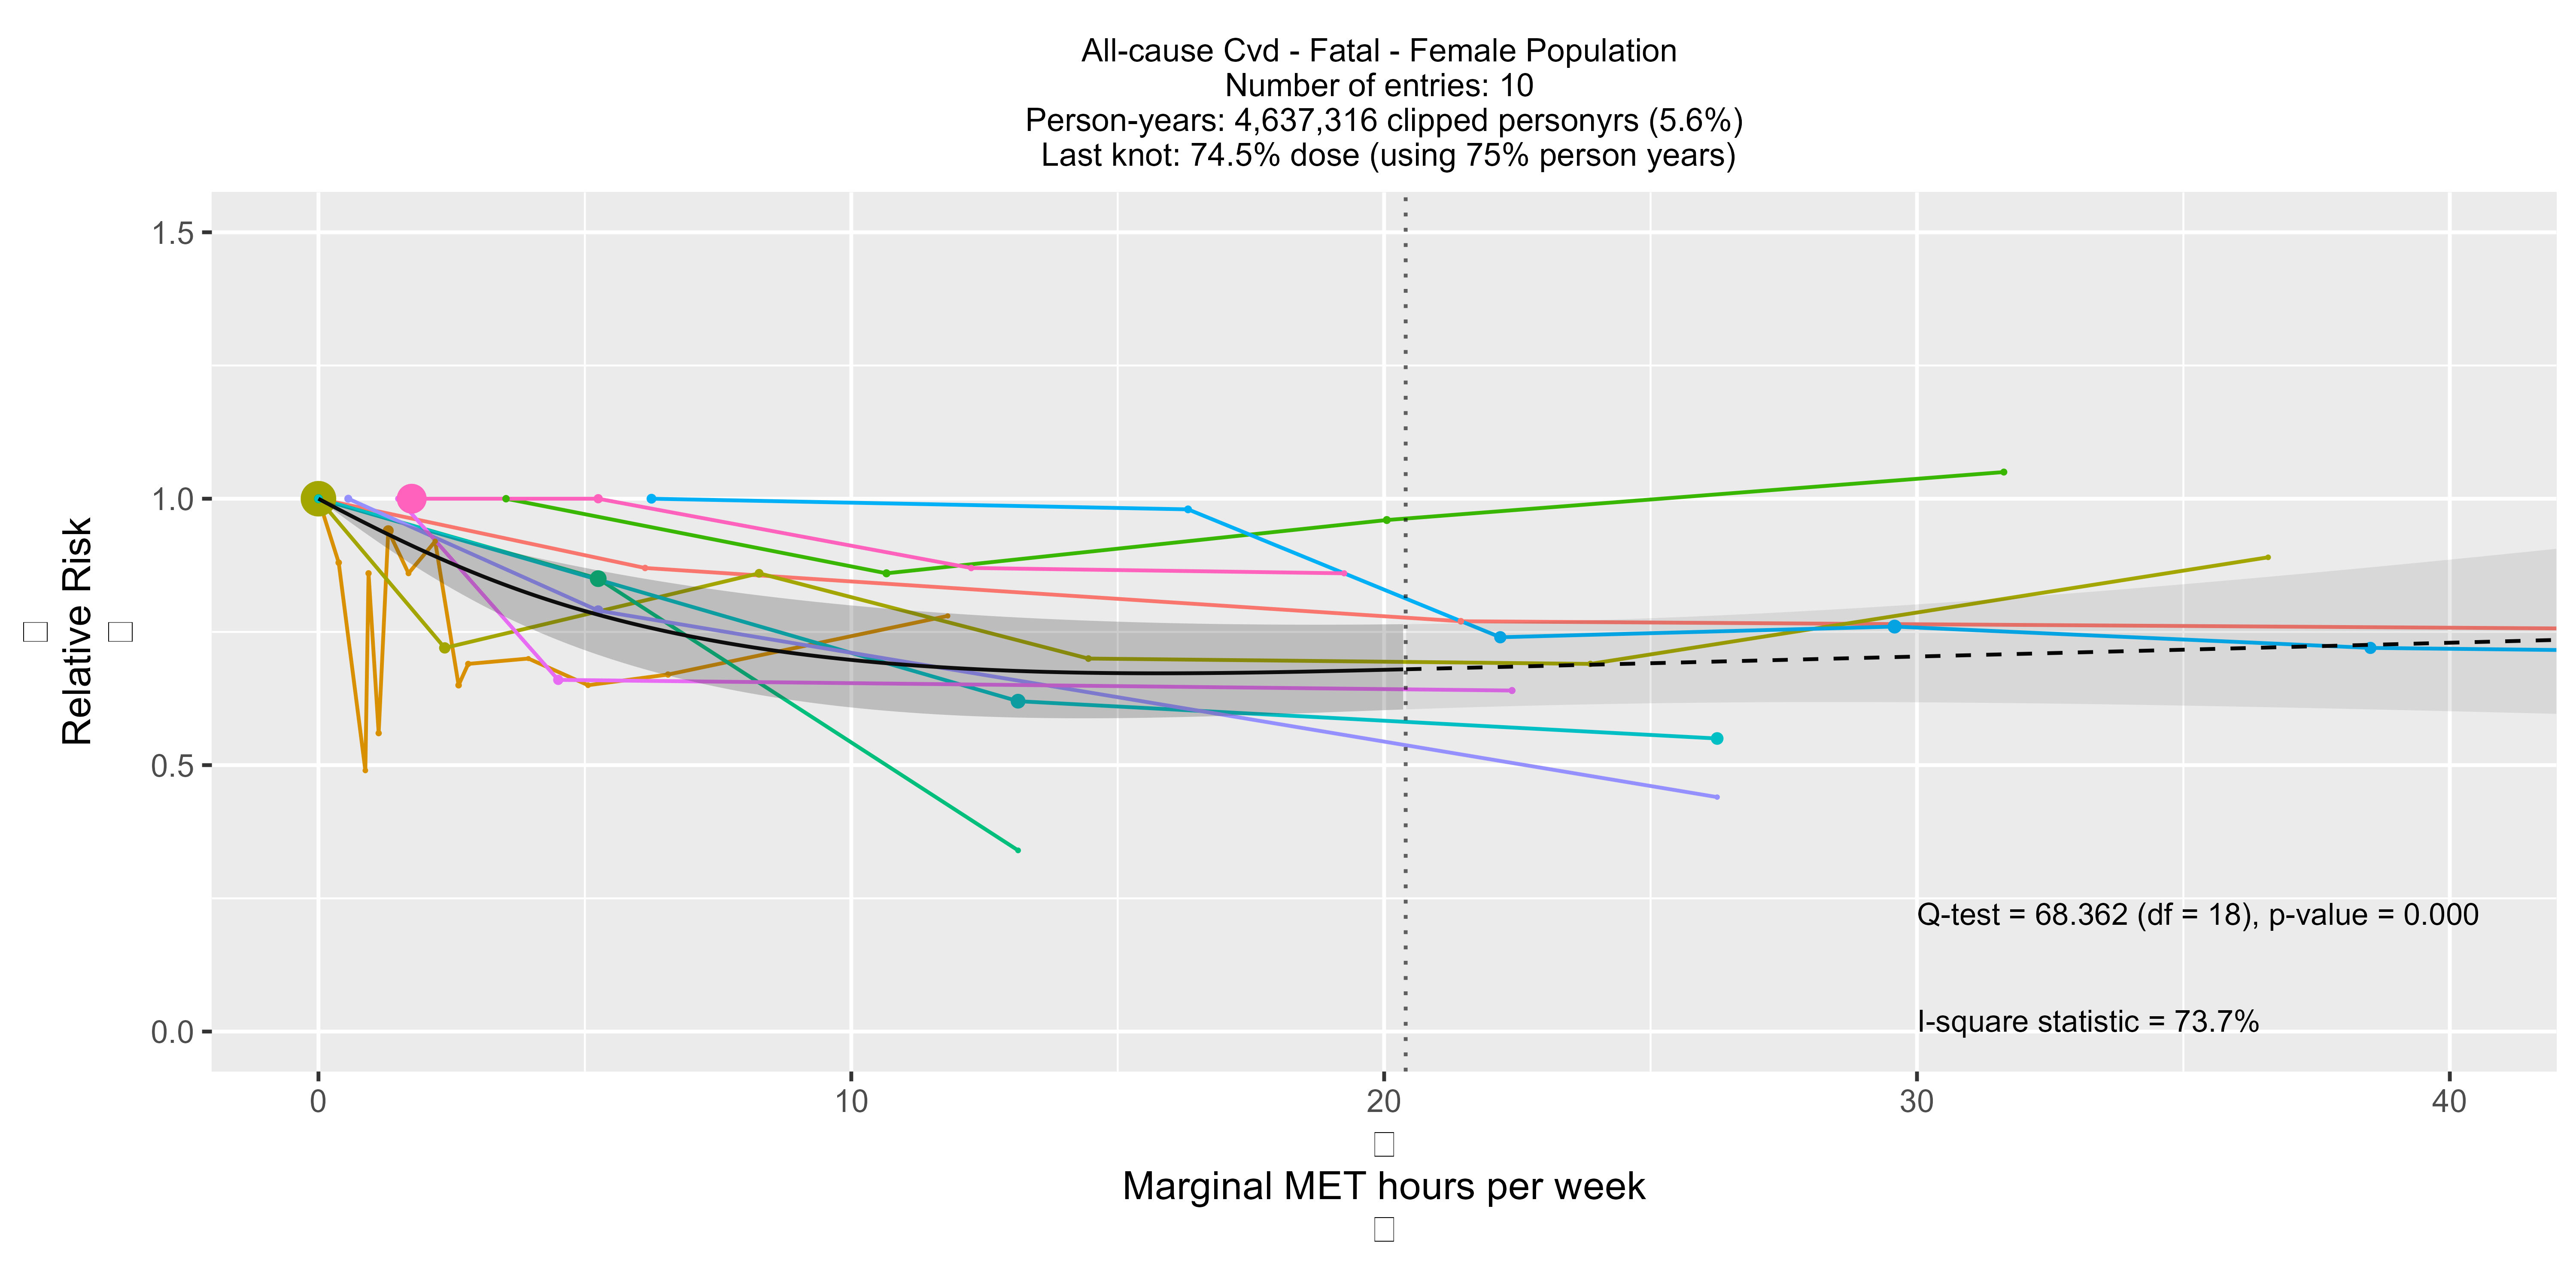 All-cause Cvd - Fatal - Female Population
Number of entries: 10
Person-years: 4,637,316 clipped personyrs (5.6%)
Last knot: 74.5% dose (using 75% person years)
1.5
1.0
0.5
0.0
Relative Risk
Q-test = 68.362 (df = 18), p-value = 0.000
I-square statistic = 73.7%
0 10 20 30 40
Marginal MET hours per week